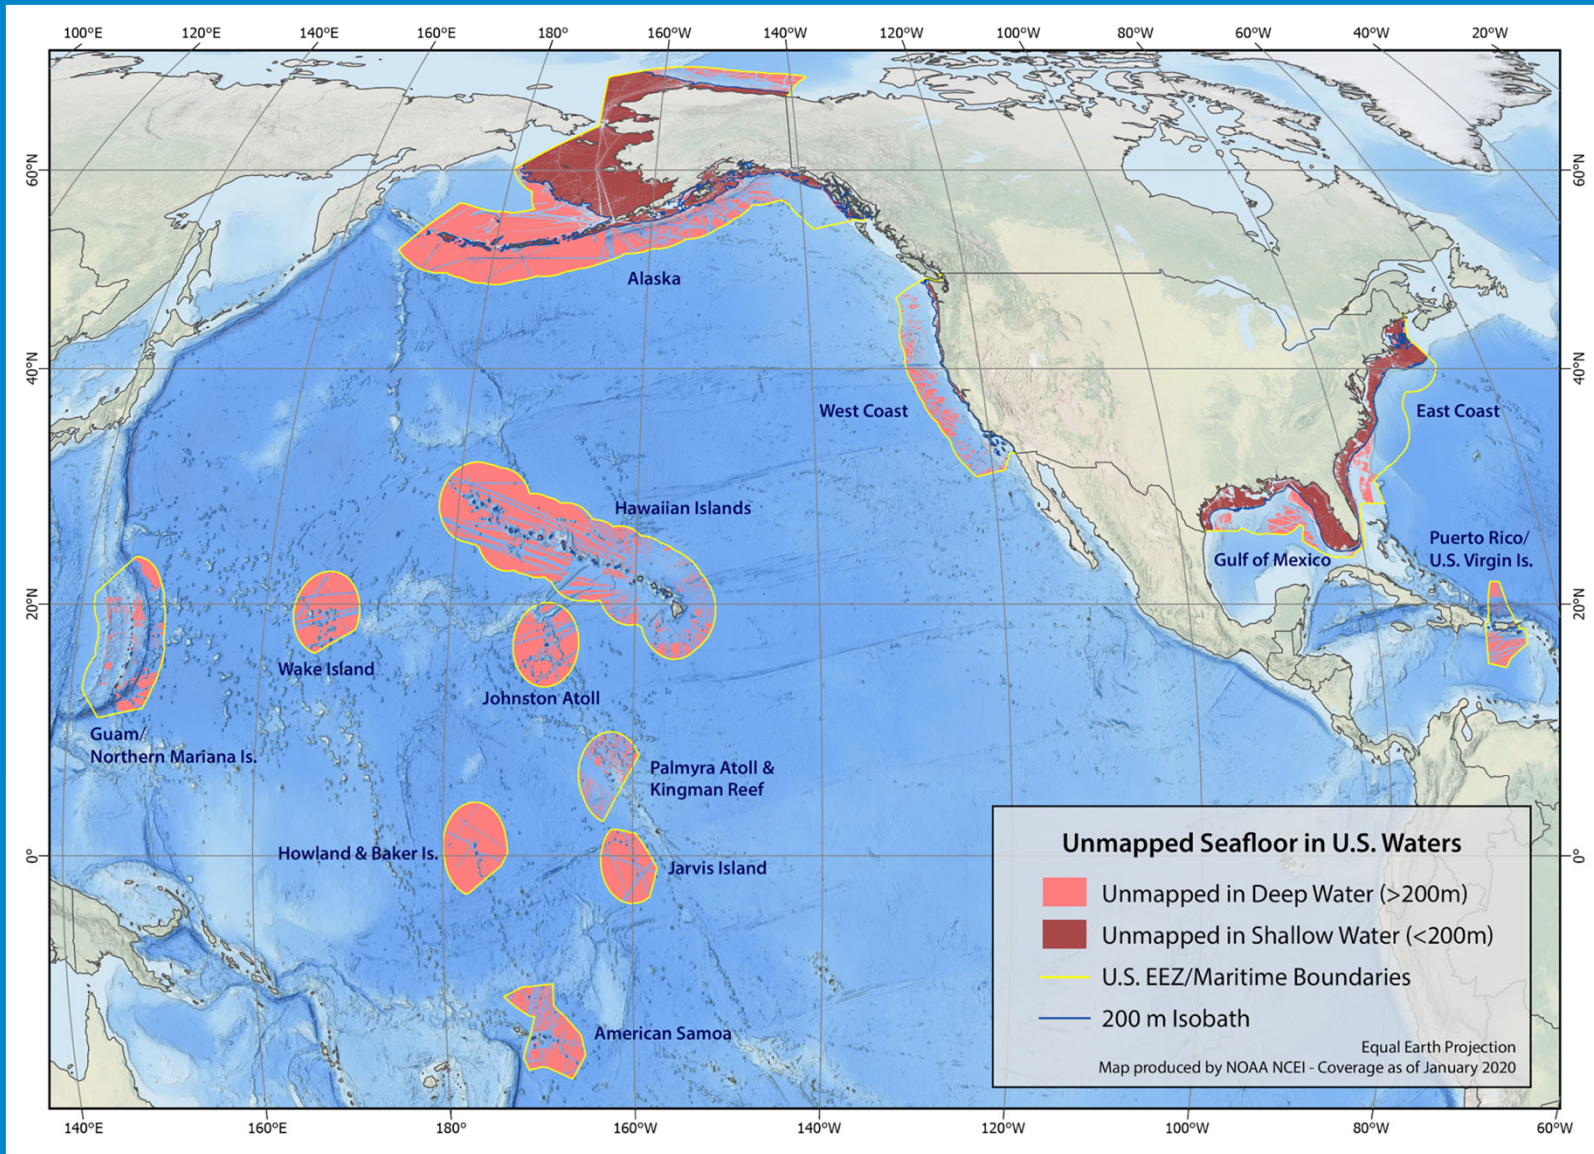 100°E 120°E 140°E 160°E 180° 160°W 140°W 120°W 100°W 80°W 60°W 40°W 20°W
60°N
60°N
Alaska
40°N
40°N
West Coast
East Coast
Hawaiian Islands
Gulf of Mexico
Puerto Rico/
U.S. Virgin Is.
20°N
20°N
Wake Island
Johnston Atoll
Guam/
Northern Mariana Is.
Palmyra Atoll &
Kingman Reef
Howland & Baker Is.
Jarvis Island
0°
0°
American Samoa
Unmapped Seafloor in U.S. Waters
Unmapped in Deep Water (>200m)
Unmapped in Shallow Water (<200m)
U.S. EEZ/Maritime Boundaries
200 m Isobath
Equal Earth Projection
Map produced by NOAA NCEI - Coverage as of January 2020
140°E 160°E 180° 160°W 140°W 120°W 100°W 80°W 60°W